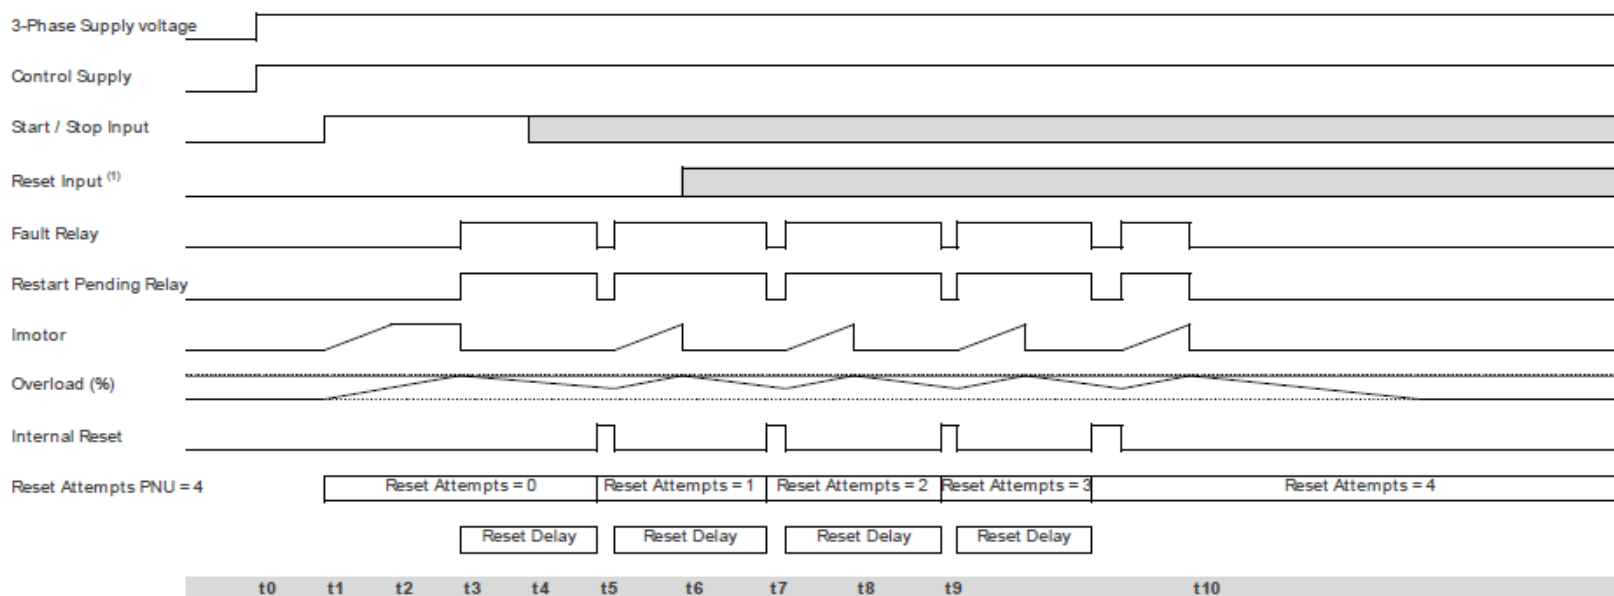 3-Phase Supply voltage
Control Supply
Start / Stop Input
Reset Input (1)
Fault Relay
Restart Pending Relay
Imotor
Overload (%)
Internal Reset
Reset Attempts PNU = 4 Reset Attempts = 0 Reset Attempts = 1 Reset Attempts = 2 Reset Attempts = 3 Reset Attempts = 4
Reset Delay Reset Delay Reset Delay Reset Delay
t0 t1 t2 t3 t4 t5 t6 t7 t8 t9 t10